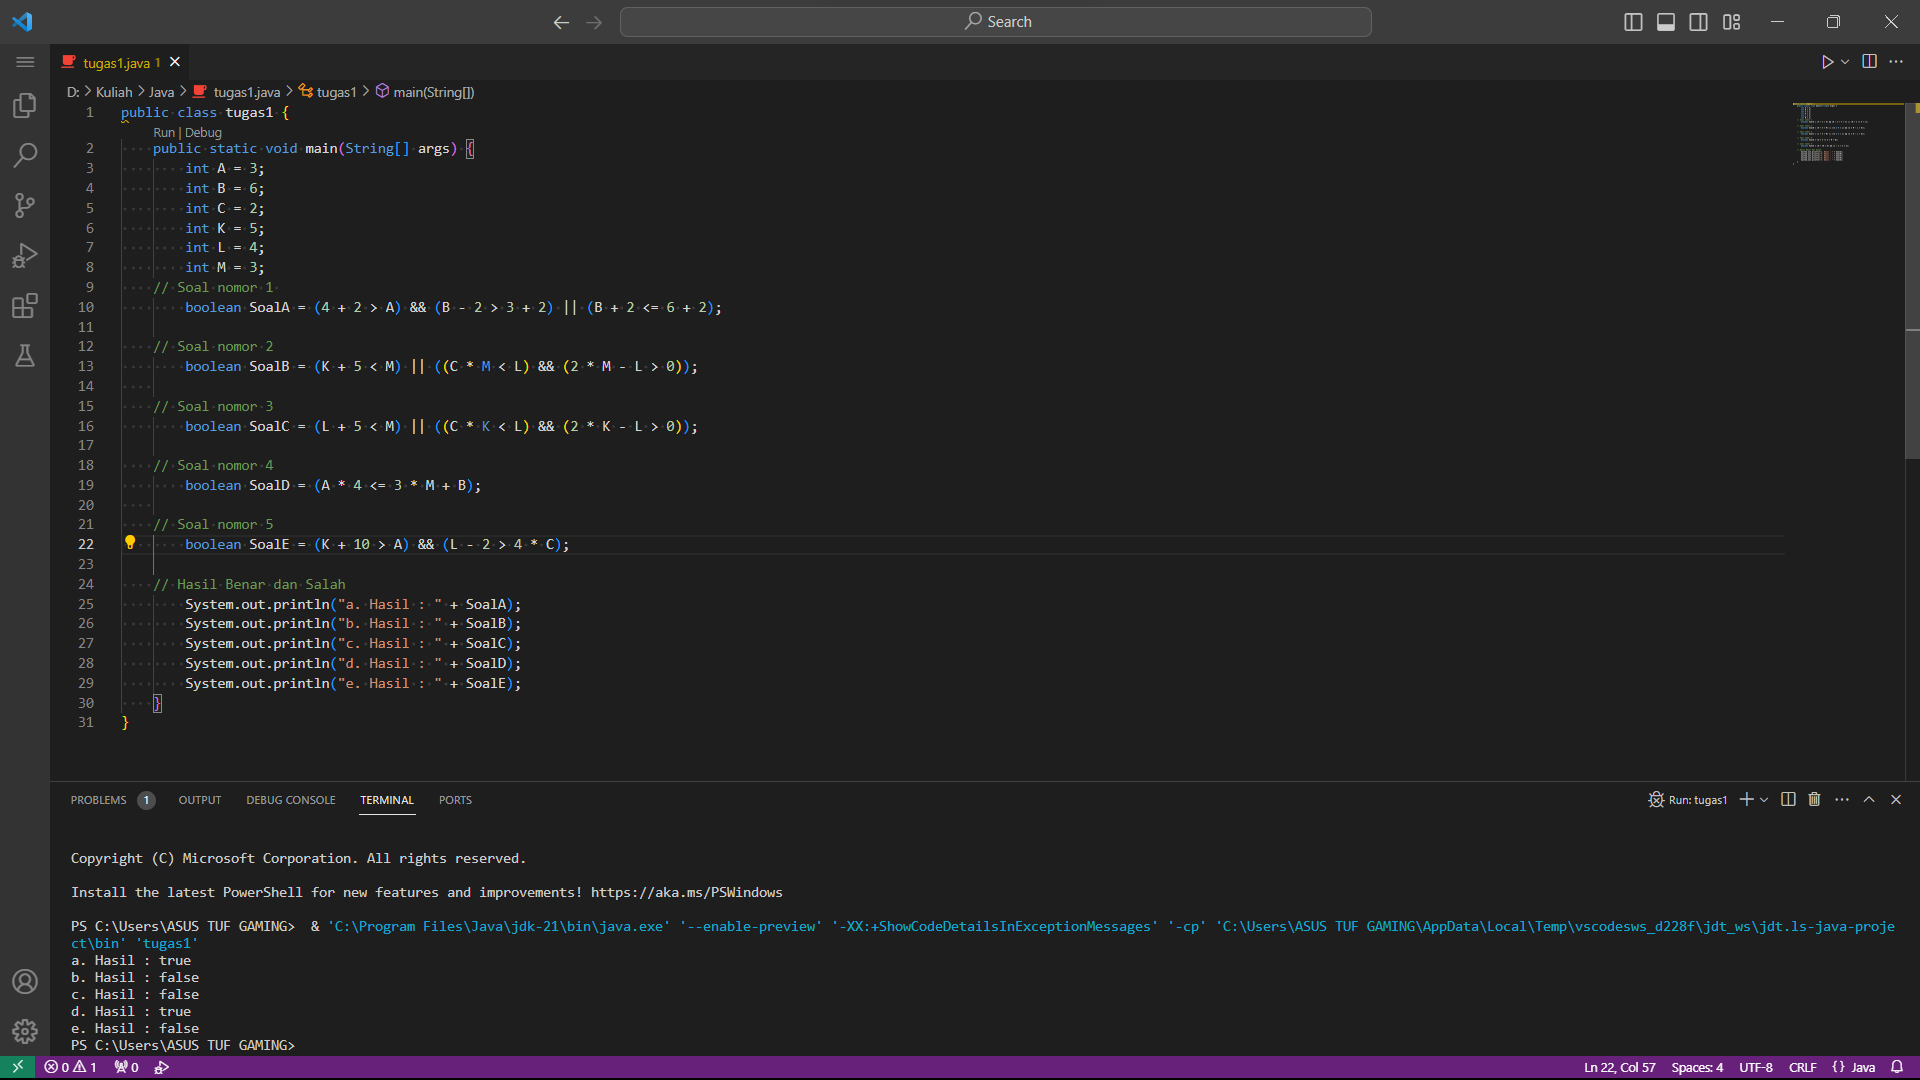 Search
tugas1.java 1
D: > Kuliah > Java > tugas1.java > tugas1 > main(String[])
1 public class tugas1 {
Run | Debug
2 public static void main(String[] args) {
3 int A = 3;
4 int B = 6;
5 int C = 2;
6 int K = 5;
7 int L = 4;
8 int M = 3;
9 // Soal nomor 1
10 boolean SoalA = (4 + 2 > A) && (B - 2 > 3 + 2) || (B + 2 <= 6 + 2);
11
12 // Soal nomor 2
13 boolean SoalB = (K + 5 < M) || ((C * M < L) && (2 * M - L > 0));
14
15 // Soal nomor 3
16 boolean SoalC = (L + 5 < M) || ((C * K < L) && (2 * K - L > 0));
17
18 // Soal nomor 4
19 boolean SoalD = (A * 4 <= 3 * M + B);
20
21 // Soal nomor 5
22 boolean SoalE = (K + 10 > A) && (L - 2 > 4 * C);
23
24 // Hasil Benar dan Salah
25 System.out.println("a. Hasil : " + SoalA);
26 System.out.println("b. Hasil : " + SoalB);
27 System.out.println("c. Hasil : " + SoalC);
28 System.out.println("d. Hasil : " + SoalD);
29 System.out.println("e. Hasil : " + SoalE);
30 }
31 }
PROBLEMS 1 OUTPUT DEBUG CONSOLE TERMINAL PORTS Run: tugas1
Copyright (C) Microsoft Corporation. All rights reserved.
Install the latest PowerShell for new features and improvements! https://aka.ms/PSWindows
PS C:\Users\ASUS TUF GAMING> & 'C:\Program Files\Java\jdk-21\bin\java.exe' '--enable-preview' '-XX:+ShowCodeDetailsInExceptionMessages' '-cp' 'C:\Users\ASUS TUF GAMING\AppData\Local\Temp\vscodesws_d228f\jdt_ws\jdt.ls-java-proje
ct\bin' 'tugas1'
a. Hasil : true
b. Hasil : false
c. Hasil : false
d. Hasil : true
e. Hasil : false
PS C:\Users\ASUS TUF GAMING>
0 1 0 Ln 22, Col 57 Spaces: 4 UTF-8 CRLF {} Java